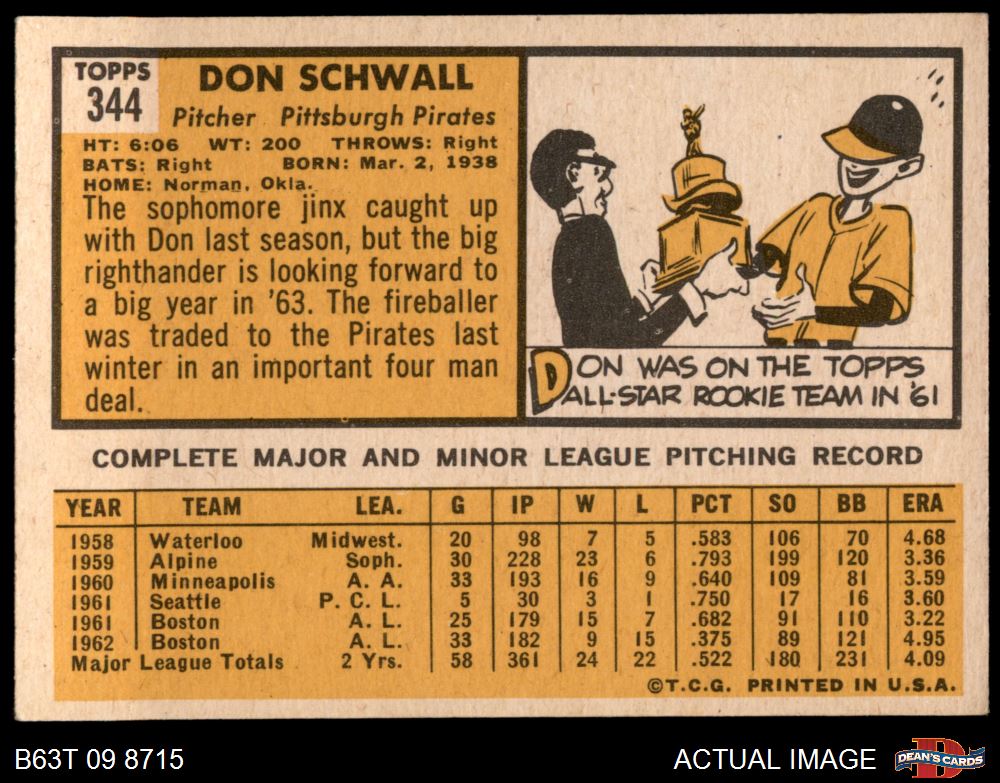 TOPPS
344
DON SCHWALL
Pitcher Pittsburgh Pirates
HT: 6:06 WT: 200 THROWS: Right
BATS: Right BORN: Mar. 2, 1938
HOME: Norman, Okla.
The sophomore jinx caught up
with Don last season, but the big
righthander is looking forward to
a big year in '63. The fireballer
was traded to the Pirates last
winter in an important four man
deal.
DON WAS ON THE TOPPS
ALL-STAR ROOKIE TEAM IN '61
COMPLETE MAJOR AND MINOR LEAGUE PITCHING RECORD
YEAR TEAM LEA. G IP W L PCT SO BB ERA
1958 Waterloo Midwest. 20 98 7 5 .583 106 70 4.68
1959 Alpine Soph. 30 228 23 6 .793 199 120 3.36
1960 Minneapolis A. A. 33 193 16 9 .640 109 81 3.59
1961 Seattle P. C. L. 5 30 3 1 .750 17 16 3.60
1961 Boston A. L. 25 179 15 7 .682 91 110 3.22
1962 Boston A. L. 33 182 9 15 .375 89 121 4.95
Major League Totals 2 Yrs. 58 361 24 22 .522 180 231 4.09
©T.C.G. PRINTED IN U.S.A.
B63T 09 8715 ACTUAL IMAGE D DEAN'S CARDS